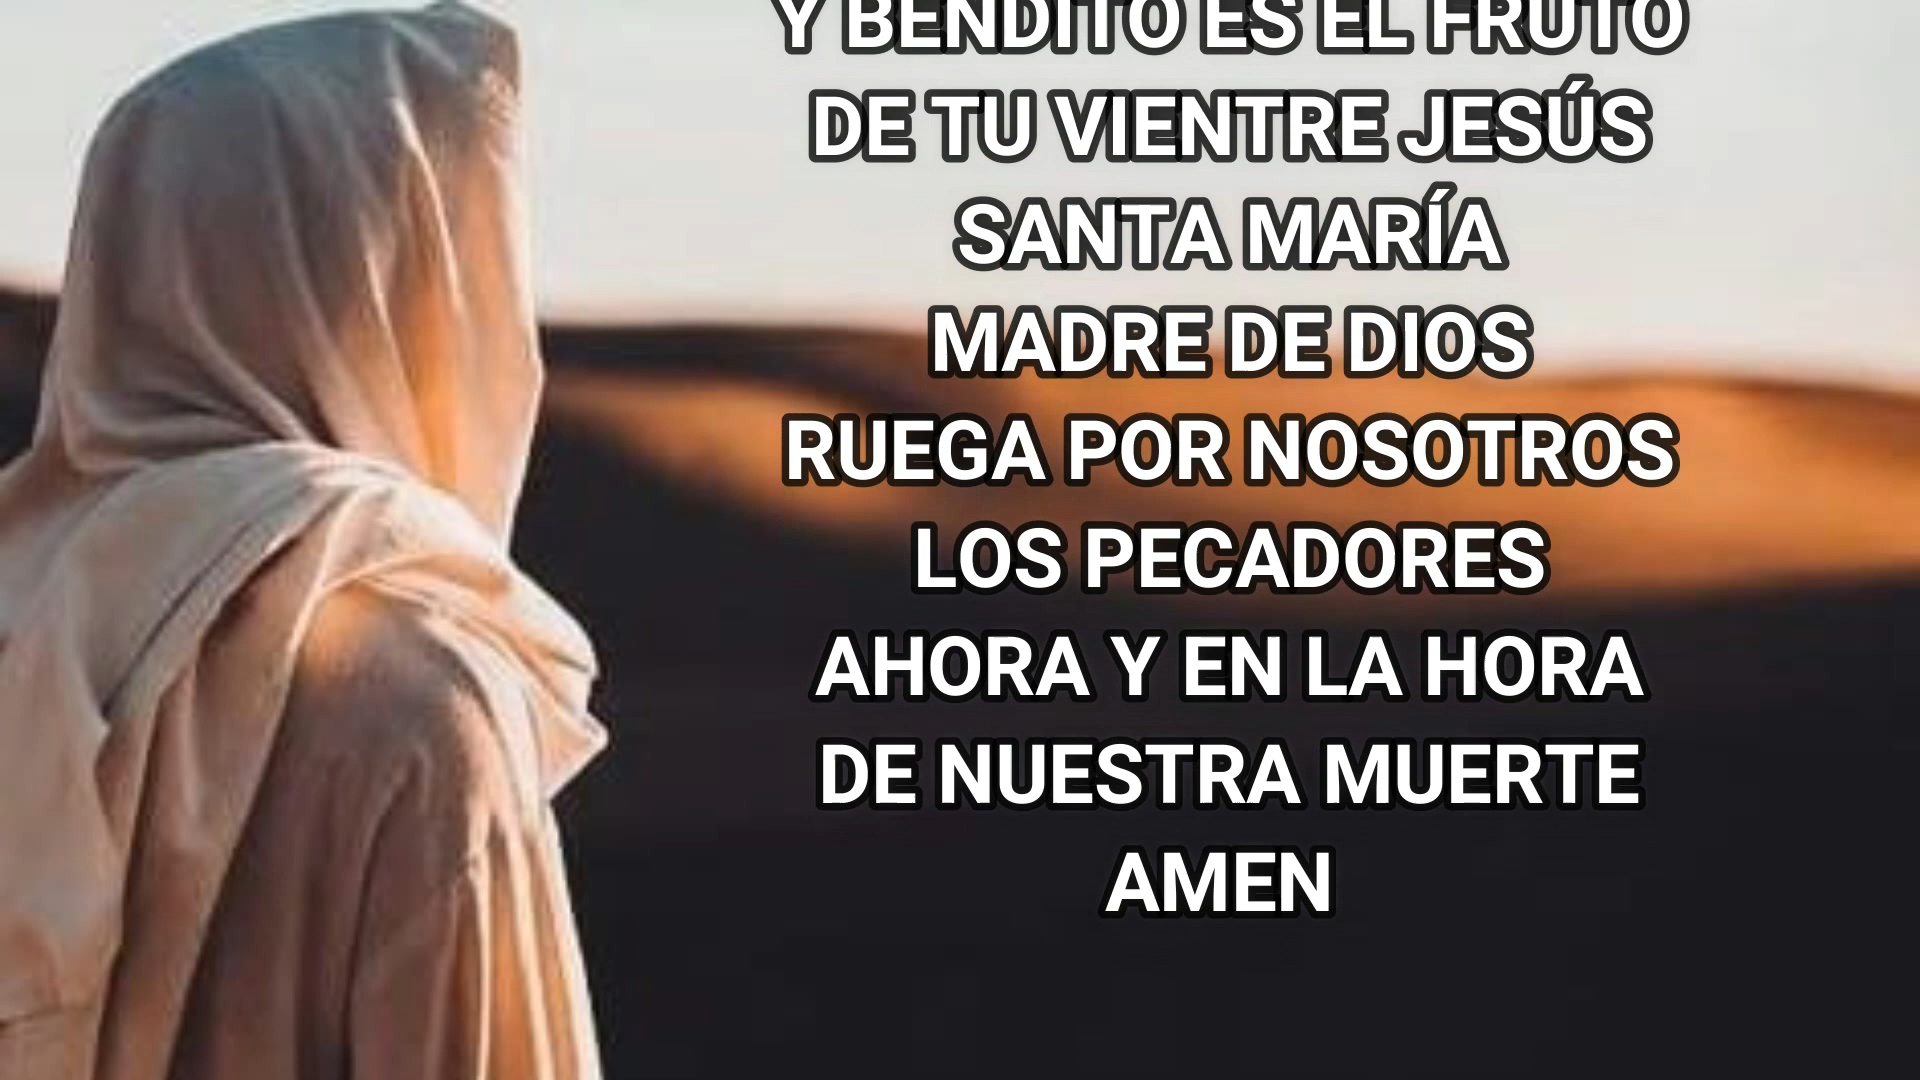 Y BENDITO ES EL FRUTO
DE TU VIENTRE JESÚS
SANTA MARÍA
MADRE DE DIOS
RUEGA POR NOSOTROS
LOS PECADORES
AHORA Y EN LA HORA
DE NUESTRA MUERTE
AMEN